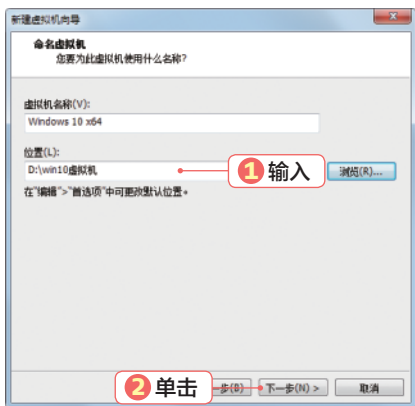 新建虚拟机向导
命名虚拟机
您要为此虚拟机使用什么名称?
虚拟机名称(V):
Windows 10 x64
位置(L):
D:\win10虚拟机
1 输入
浏览(R)...
在"编辑">"首选项"中可更改默认位置。
2 单击
一步(B)
下一步(N) >
取消